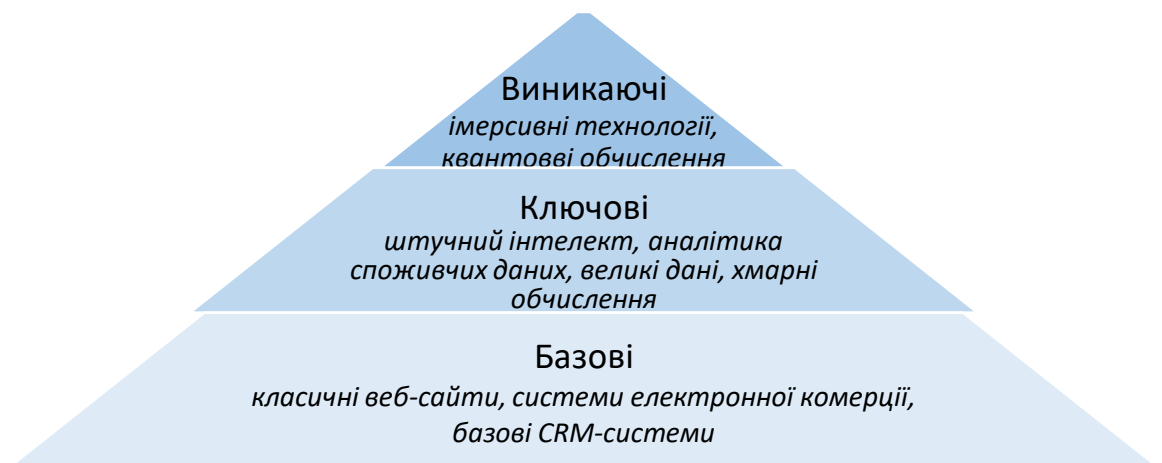 Виникаючі
імерсивні технології,
квантовві обчислення
Ключові
штучний інтелект, аналітика
споживчих даних, великі дані, хмарні
обчислення
Базові
класичні веб-сайти, системи електронної комерції,
базові CRM-системи